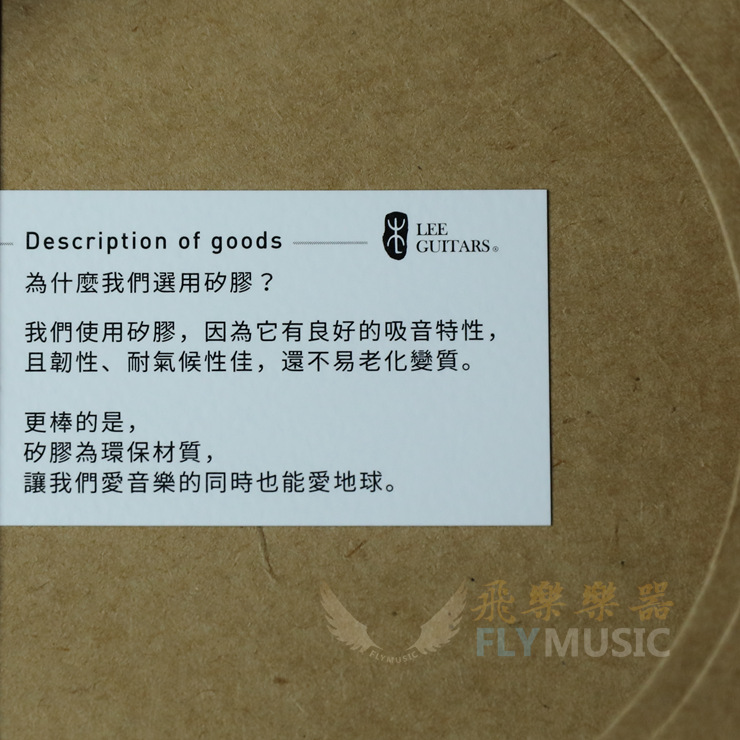 Description of goods
LEE
GUITARS®
為什麼我們選用矽膠？
我們使用矽膠，因為它有良好的吸音特性，
且韌性、耐氣候性佳，還不易老化變質。
更棒的是，
矽膠為環保材質，
讓我們愛音樂的同時也能愛地球。
飛樂樂器
FLYMUSIC
FLYMUSIC